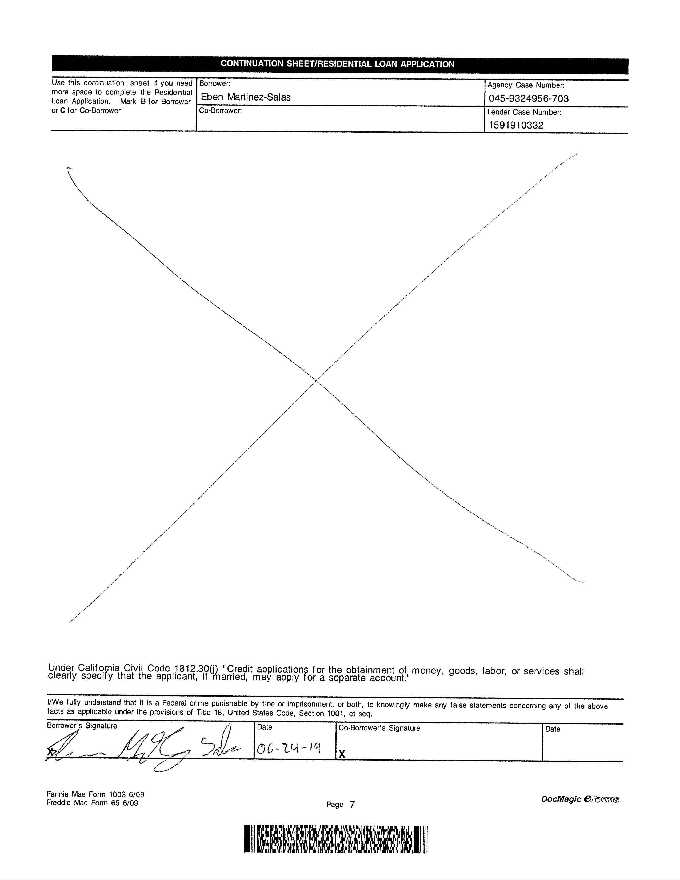 CONTINUATION SHEET/RESIDENTIAL LOAN APPLICATION
Use this continuation sheet if you need
more space to complete the Residential
Loan Application. Mark B for Borrower
or C for Co-Borrower.
Borrower:
Eben Martinez-Salas
Co-Borrower:
Agency Case Number:
045-9324956-703
Lender Case Number:
1591910332
Under California Civil Code 1812.30(j) "Credit applications for the obtainment of money, goods, labor, or services shall
clearly specify that the applicant, if married, may apply for a separate account."
I/We fully understand that it is a Federal crime punishable by fine or imprisonment, or both, to knowingly make any false statements concerning any of the above
facts as applicable under the provisions of Title 18, United States Code, Section 1001, et seq.
Borrower's Signature
X
Date
06-24-19
Co-Borrower's Signature
X
Date
Fannie Mae Form 1003 6/09
Freddie Mac Form 65 6/09
Page 7
DocMagic